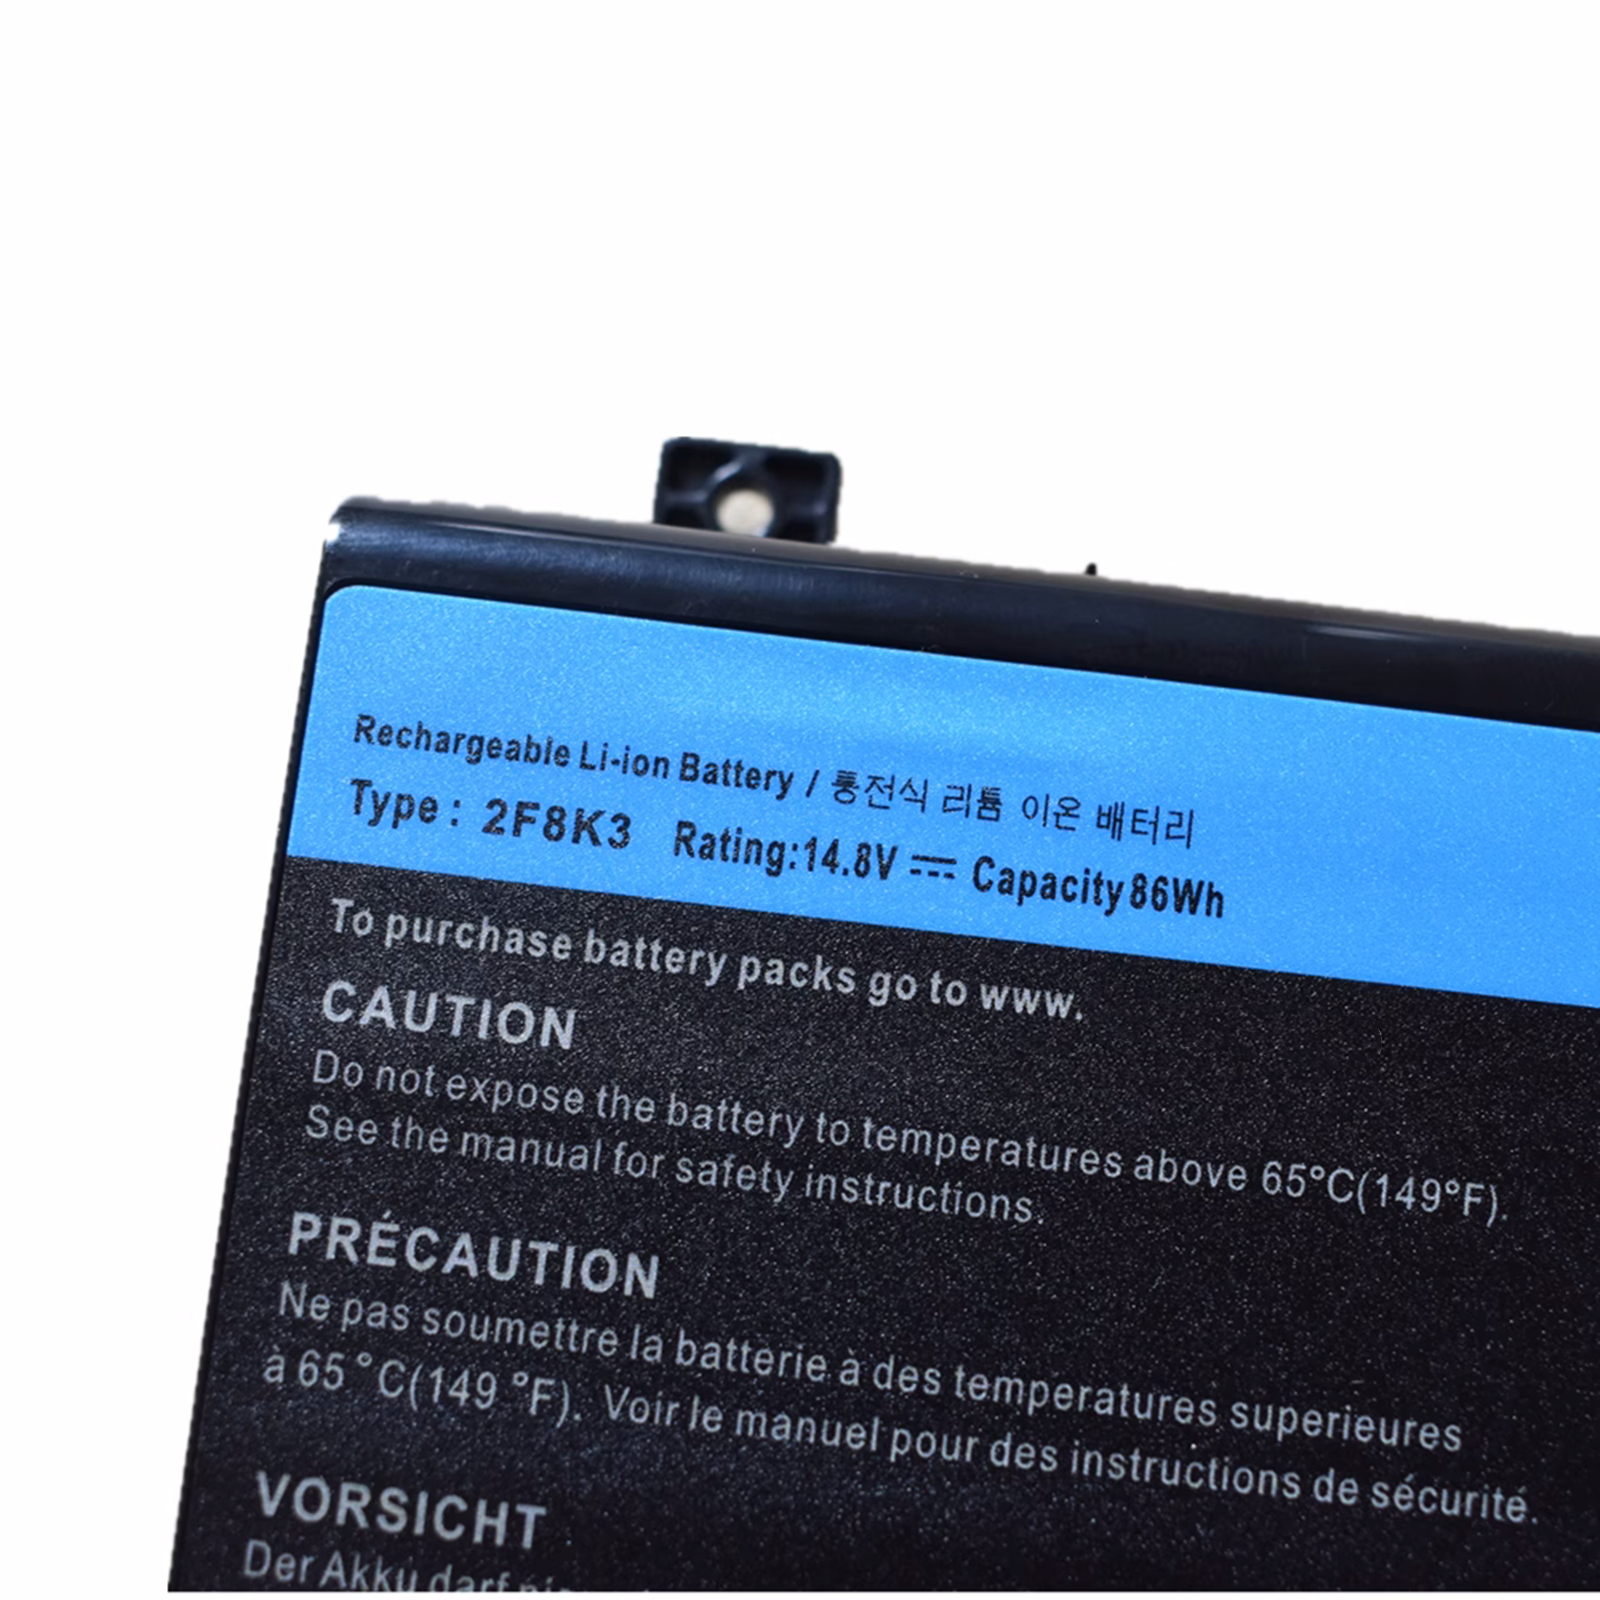 Rechargeable Li-ion Battery / 통전식 리튬 이온 배터리
Type : 2F8K3 Rating:14.8V ⎓ Capacity 86Wh
To purchase battery packs go to www.
CAUTION
Do not expose the battery to temperatures above 65°C(149°F).
See the manual for safety instructions.
PRÉCAUTION
Ne pas soumettre la batterie à des temperatures superieures
à 65°C(149°F). Voir le manuel pour des instructions de sécurité.
VORSICHT
Der Akku darf